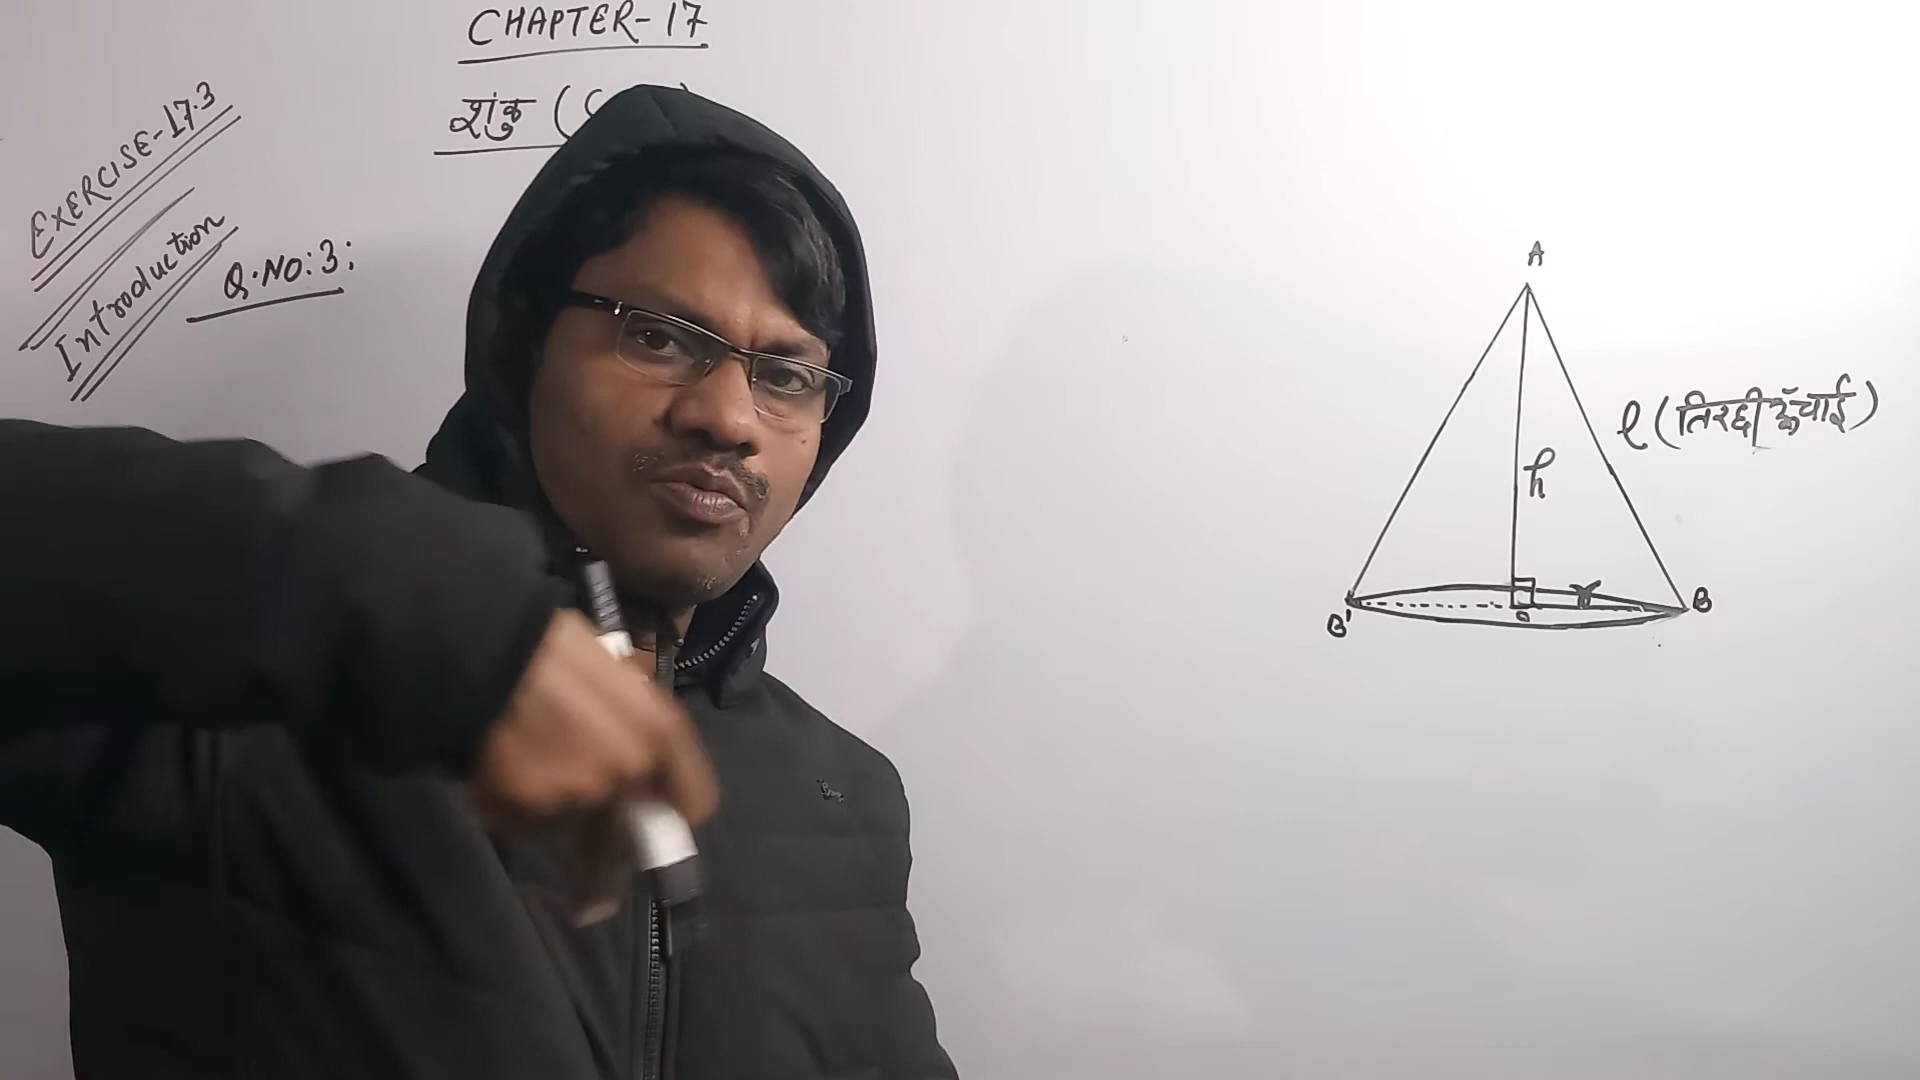 CHAPTER-17
शंकु (
EXERCISE-17.3
Introduction
Q.NO:3:
A
l (तिरछी ऊँचाई)
h
r
B' O B